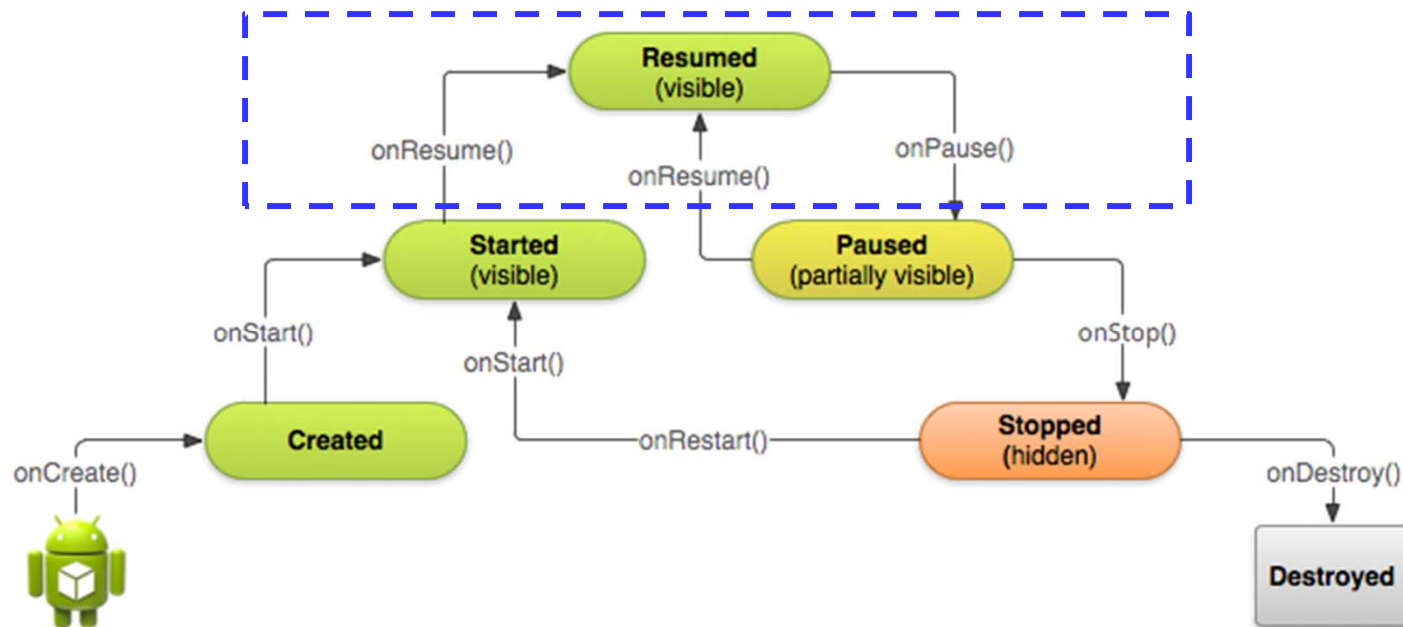 Resumed
(visible)
onResume()
onPause()
onResume()
Started
(visible)
Paused
(partially visible)
onStart()
onStart()
onStop()
Created
Stopped
(hidden)
onRestart()
onCreate()
onDestroy()
Destroyed